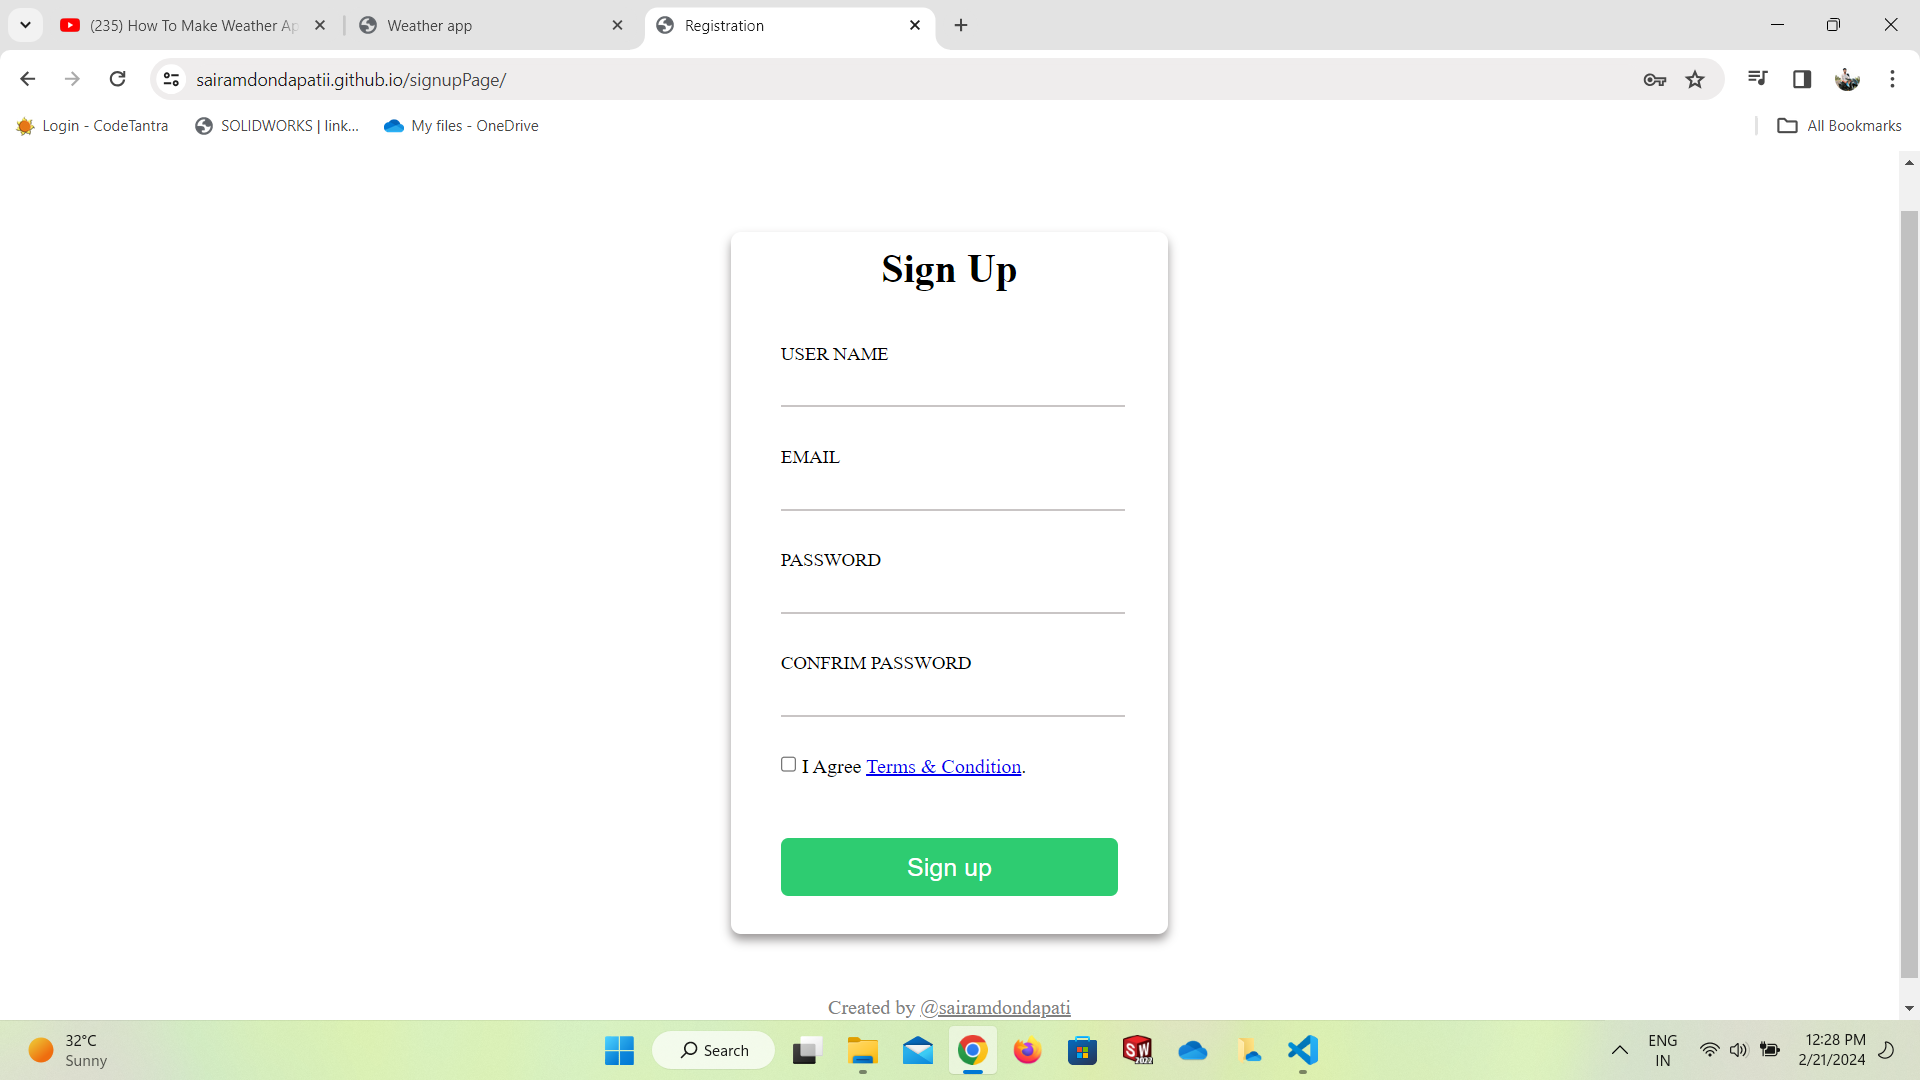 (235) How To Make Weather Ap
Weather app
Registration
sairamdondapatii.github.io/signupPage/
Login - CodeTantra
SOLIDWORKS | link...
My files - OneDrive
All Bookmarks
Sign Up
USER NAME
EMAIL
PASSWORD
CONFRIM PASSWORD
I Agree Terms & Condition.
Sign up
Created by @sairamdondapati
32°C
Sunny
Search
SW
2022
ENG
IN
12:28 PM
2/21/2024